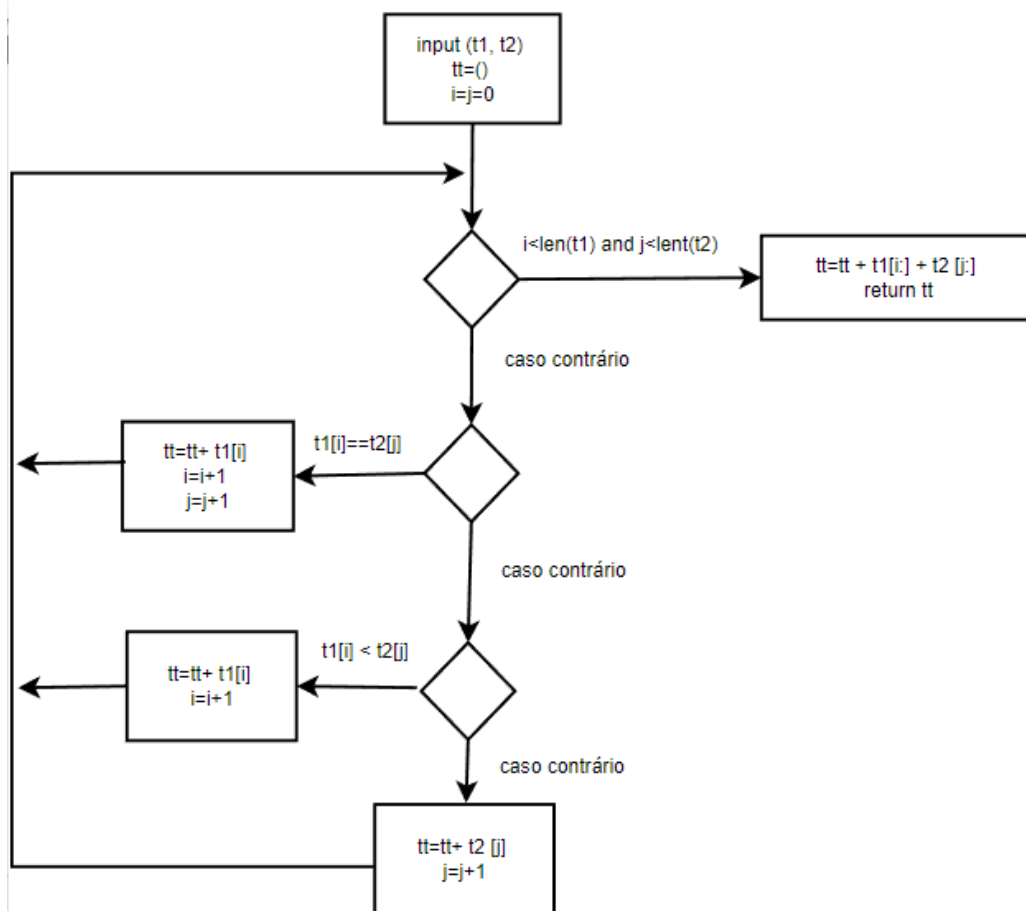 input (t1, t2)
tt=()
i=j=0
i<len(t1) and j<lent(t2)
tt=tt + t1[i:] + t2 [j:]
return tt
caso contrário
t1[i]==t2[j]
tt=tt+ t1[i]
i=i+1
j=j+1
caso contrário
t1[i] < t2[j]
tt=tt+ t1[i]
i=i+1
caso contrário
tt=tt+ t2 [j]
j=j+1